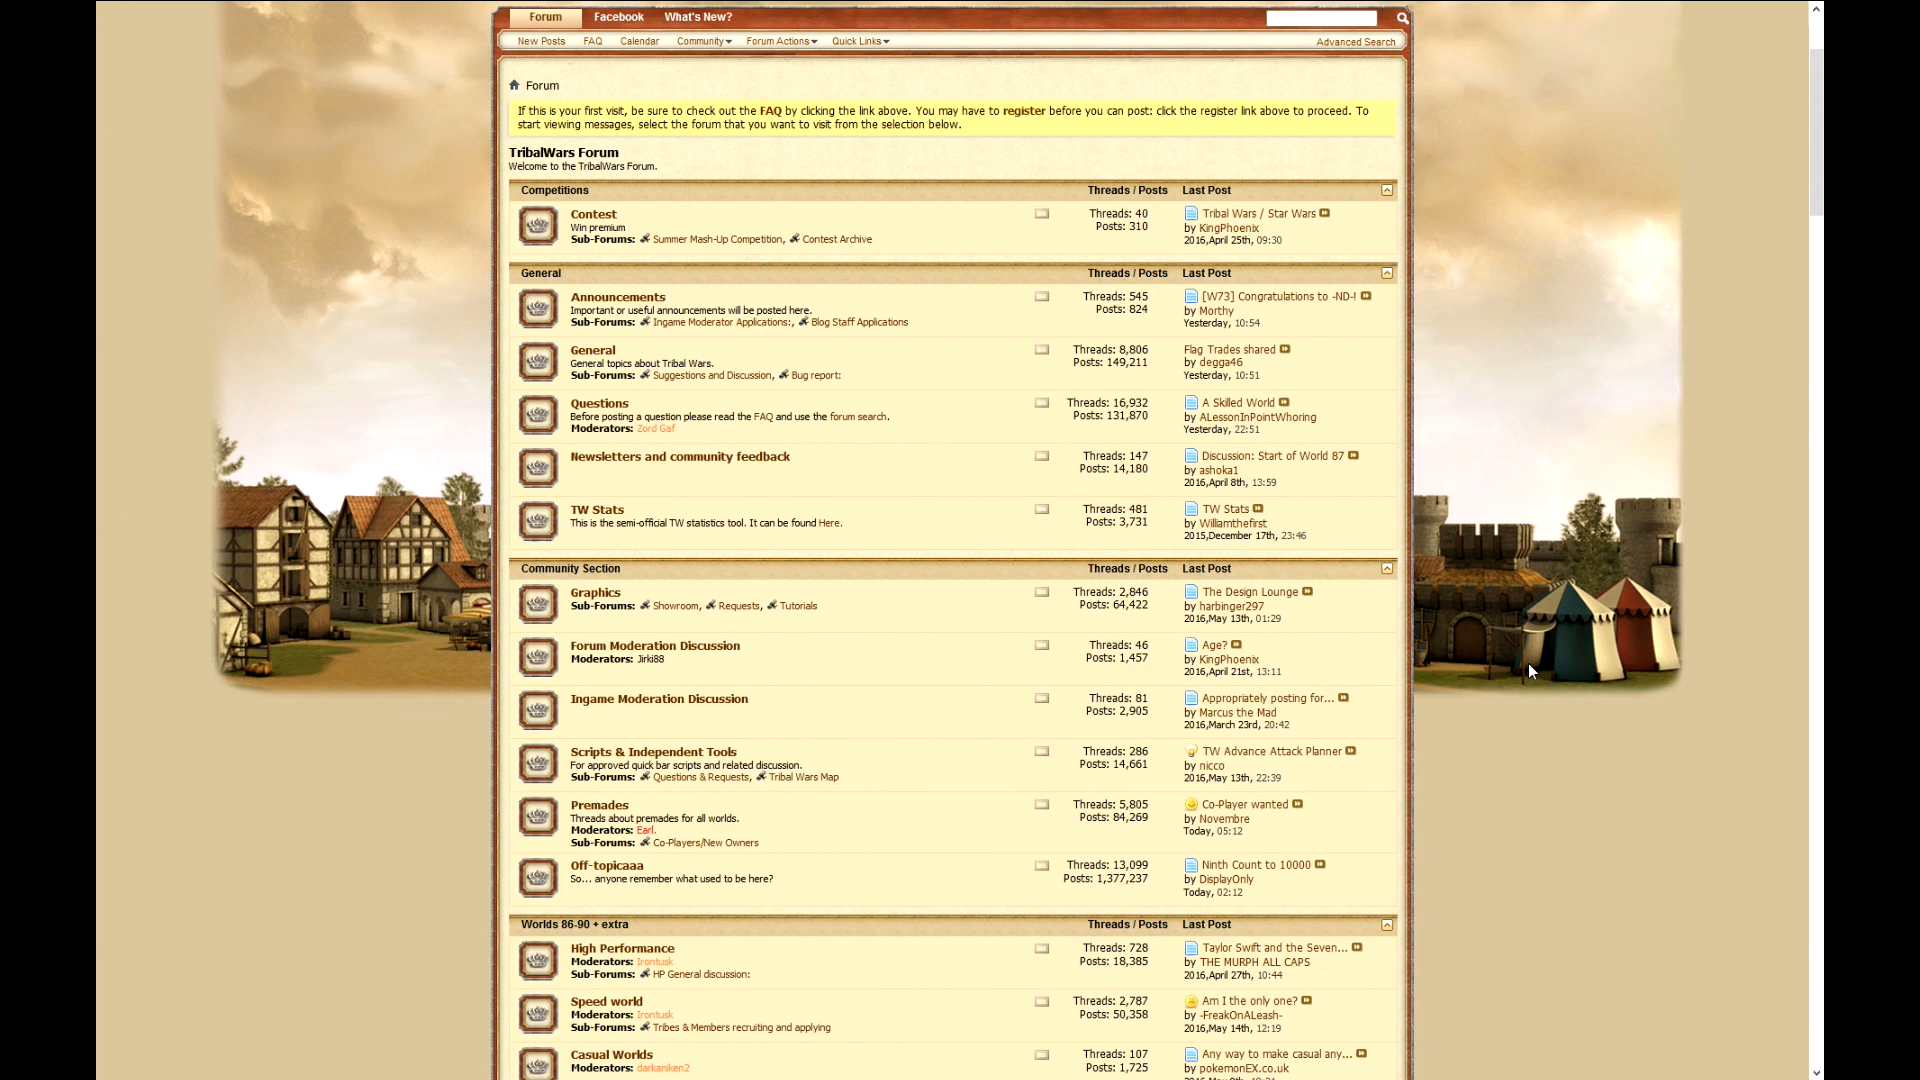 Forum Facebook What's New?
New Posts FAQ Calendar Community Forum Actions Quick Links Advanced Search
Forum
If this is your first visit, be sure to check out the FAQ by clicking the link above. You may have to register before you can post: click the register link above to proceed. To
start viewing messages, select the forum that you want to visit from the selection below.
TribalWars Forum
Welcome to the TribalWars Forum.
Competitions Threads / Posts Last Post
Contest Threads: 40 Tribal Wars / Star Wars
Win premium Posts: 310 by KingPhoenix
Sub-Forums: Summer Mash-Up Competition, Contest Archive 2016,April 25th, 09:30
General Threads / Posts Last Post
Announcements Threads: 545 [W73] Congratulations to -ND-!
Important or useful announcements will be posted here. Posts: 824 by Morthy
Sub-Forums: Ingame Moderator Applications:, Blog Staff Applications Yesterday, 10:54
General Threads: 8,806 Flag Trades shared
General topics about Tribal Wars. Posts: 149,211 by degga46
Sub-Forums: Suggestions and Discussion, Bug report: Yesterday, 10:51
Questions Threads: 16,932 A Skilled World
Before posting a question please read the FAQ and use the forum search. Posts: 131,870 by ALessonInPointWhoring
Moderators: Zord Gaf Yesterday, 22:51
Newsletters and community feedback Threads: 147 Discussion: Start of World 87
Posts: 14,180 by ashoka1
2016,April 8th, 13:59
TW Stats Threads: 481 TW Stats
This is the semi-official TW statistics tool. It can be found Here. Posts: 3,731 by Williamthefirst
2015,December 17th, 23:46
Community Section Threads / Posts Last Post
Graphics Threads: 2,846 The Design Lounge
Sub-Forums: Showroom, Requests, Tutorials Posts: 64,422 by harbinger297
2016,May 13th, 01:29
Forum Moderation Discussion Threads: 46 Age?
Moderators: Jirki88 Posts: 1,457 by KingPhoenix
2016,April 21st, 13:11
Ingame Moderation Discussion Threads: 81 Appropriately posting for...
Posts: 2,905 by Marcus the Mad
2016,March 23rd, 20:42
Scripts & Independent Tools Threads: 286 TW Advance Attack Planner
For approved quick bar scripts and related discussion. Posts: 14,661 by nicco
Sub-Forums: Questions & Requests, Tribal Wars Map 2016,May 13th, 22:39
Premades Threads: 5,805 Co-Player wanted
Threads about premades for all worlds. Posts: 84,269 by Novembre
Moderators: Earl. Today, 05:12
Sub-Forums: Co-Players/New Owners
Off-topicaaa Threads: 13,099 Ninth Count to 10000
So... anyone remember what used to be here? Posts: 1,377,237 by DisplayOnly
Today, 02:12
Worlds 86-90 + extra Threads / Posts Last Post
High Performance Threads: 728 Taylor Swift and the Seven...
Moderators: Irontusk Posts: 18,385 by THE MURPH ALL CAPS
Sub-Forums: HP General discussion: 2016,April 27th, 10:44
Speed world Threads: 2,787 Am I the only one?
Moderators: Irontusk Posts: 50,358 by -FreakOnALeash-
Sub-Forums: Tribes & Members recruiting and applying 2016,May 14th, 12:19
Casual Worlds Threads: 107 Any way to make casual any...
Moderators: darkaniken2 Posts: 1,725 by pokemonEX.co.uk